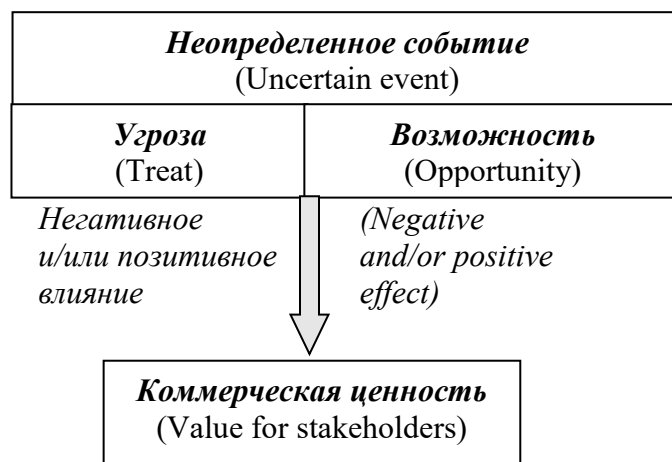 Неопределенное событие
(Uncertain event)
Угроза
(Treat)
Возможность
(Opportunity)
Негативное
и/или позитивное
влияние
(Negative
and/or positive
effect)
Коммерческая ценность
(Value for stakeholders)